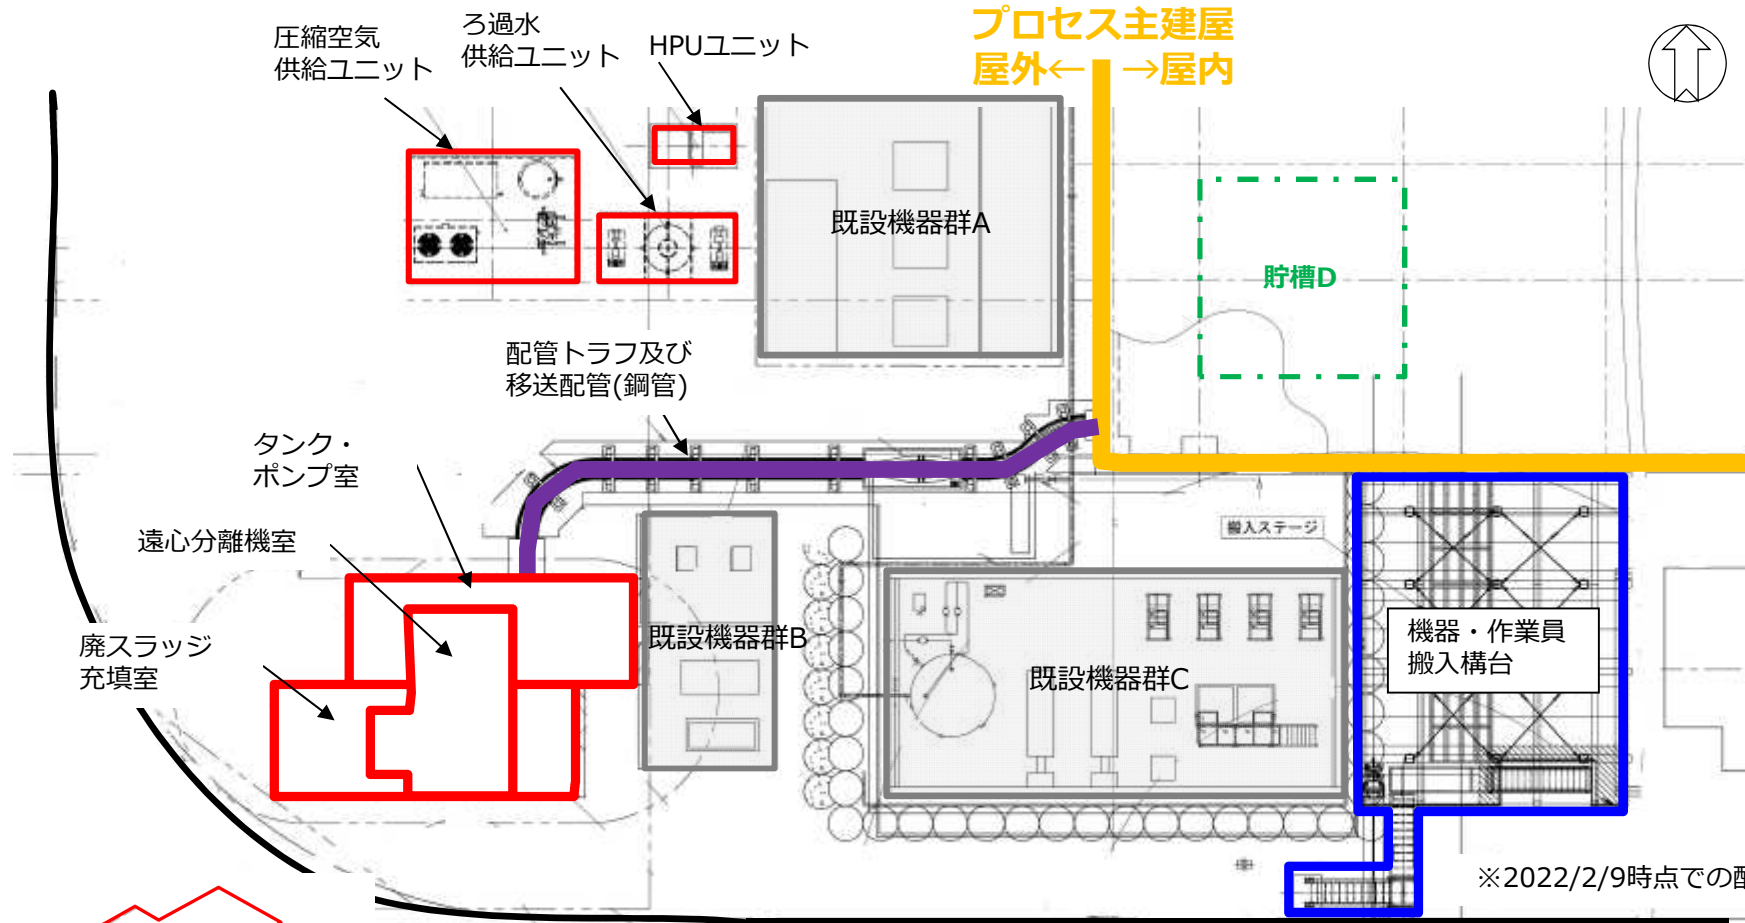 プロセス主建屋
屋外← →屋内
圧縮空気
供給ユニット
ろ過水
供給ユニット
HPUユニット
既設機器群A
貯槽D
配管トラフ及び
移送配管(鋼管)
タンク・
ポンプ室
遠心分離機室
搬入ステージ
廃スラッジ
充填室
既設機器群B
既設機器群C
機器・作業員
搬入構台
※2022/2/9時点での配